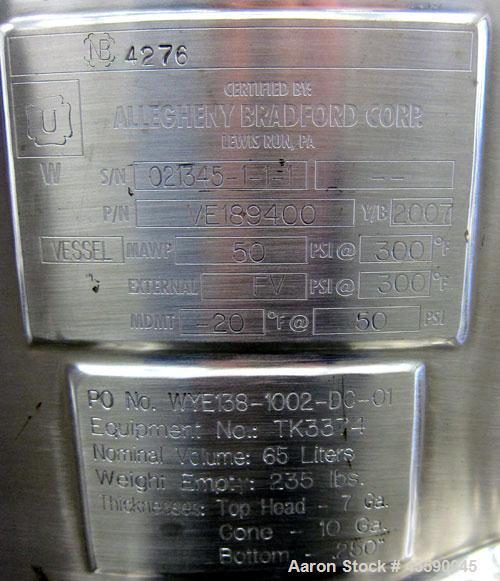 NB 4276
U
CERTIFIED BY:
ALLEGHENY BRADFORD CORP.
LEWIS RUN, PA
W S/N 021345-1-1-1 --
P/N VE189400 Y/B 2007
VESSEL MAWP 50 PSI @ 300 °F
EXTERNAL FV PSI @ 300 °F
MDMT -20 °F @ 50 PSI
PO No. WYE138-1002-DC-01
Equipment No.: TK3374
Nominal Volume: 65 Liters
Weight Empty: 235 lbs.
Thicknesses: Top Head - 7 Ga.
Cone - 10 Ga.
Bottom - .250"
Aaron Stock #